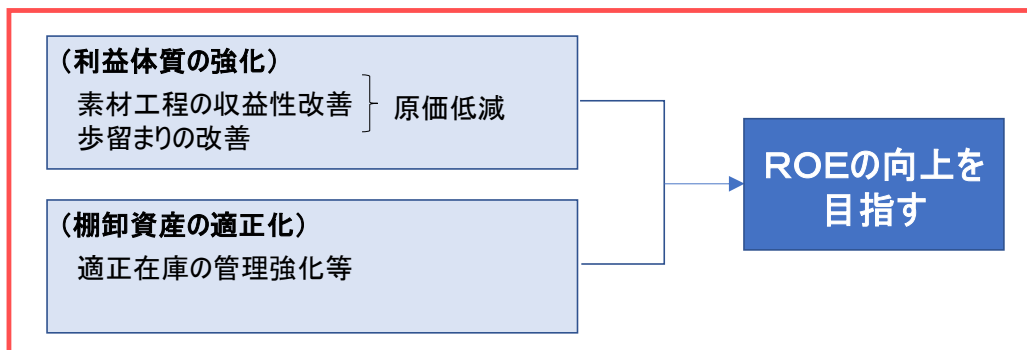 （利益体質の強化）
素材工程の収益性改善
歩留まりの改善
原価低減
（棚卸資産の適正化）
適正在庫の管理強化等
ＲＯＥの向上を
目指す